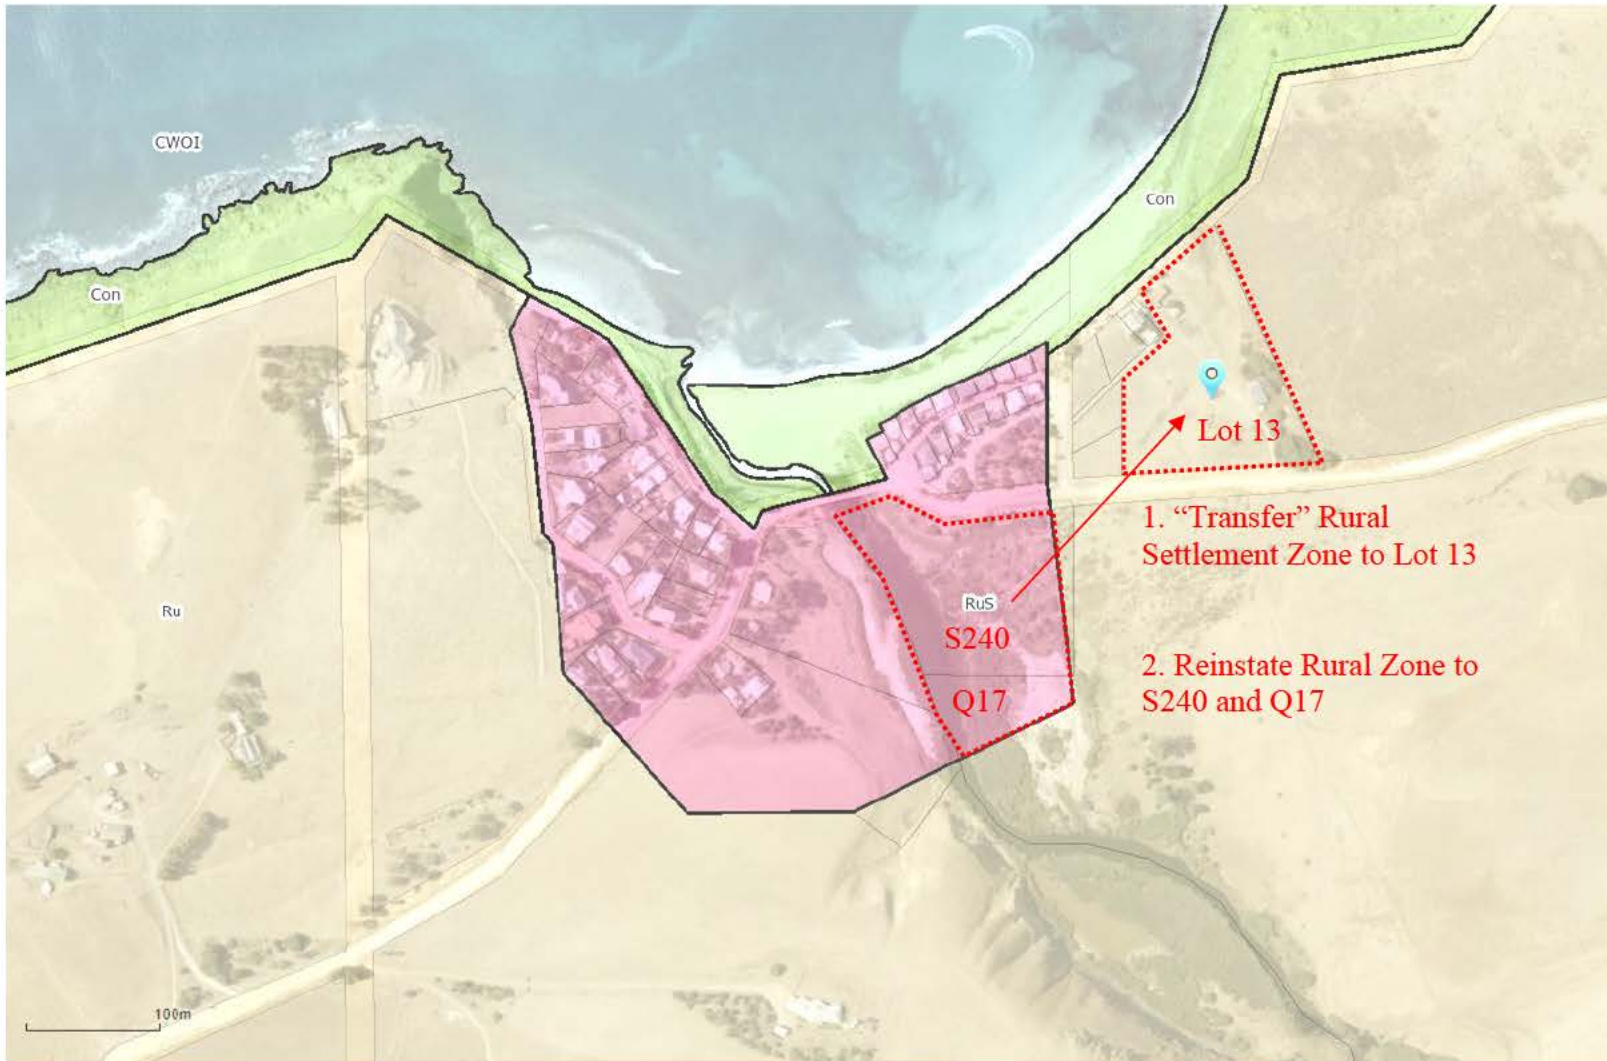 CWOI
Con
Con
Lot 13
1. “Transfer” Rural
Settlement Zone to Lot 13
RuS
Ru
S240
2. Reinstate Rural Zone to
S240 and Q17
Q17
100m